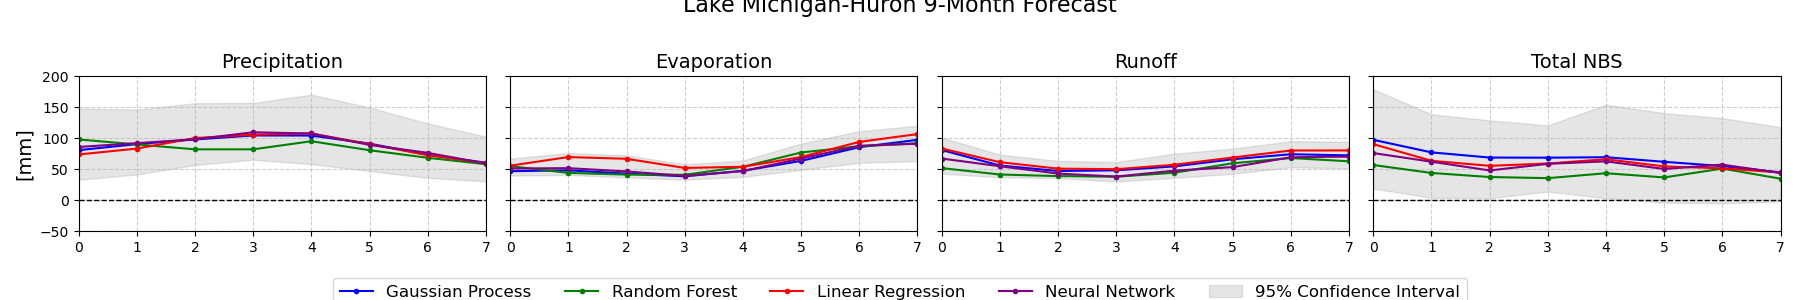 Lake Michigan-Huron 9-Month Forecast
Precipitation Evaporation Runoff Total NBS
200
150
100
50
0
−50
[mm]
0 1 2 3 4 5 6 7 0 1 2 3 4 5 6 7 0 1 2 3 4 5 6 7 0 1 2 3 4 5 6 7
Gaussian Process Random Forest Linear Regression Neural Network 95% Confidence Interval